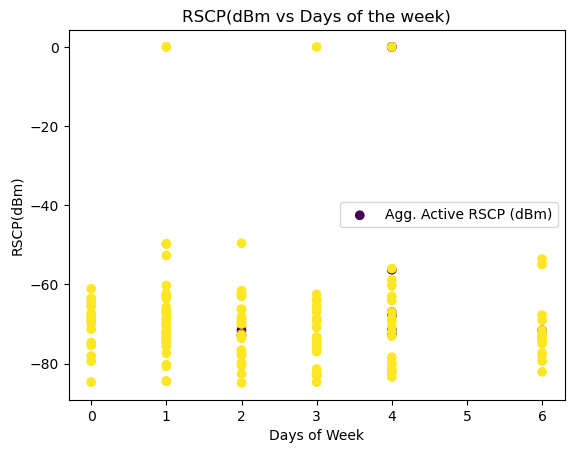 RSCP(dBm vs Days of the week)
0
−20
−40
−60
−80
RSCP(dBm)
Agg. Active RSCP (dBm)
0 1 2 3 4 5 6
Days of Week